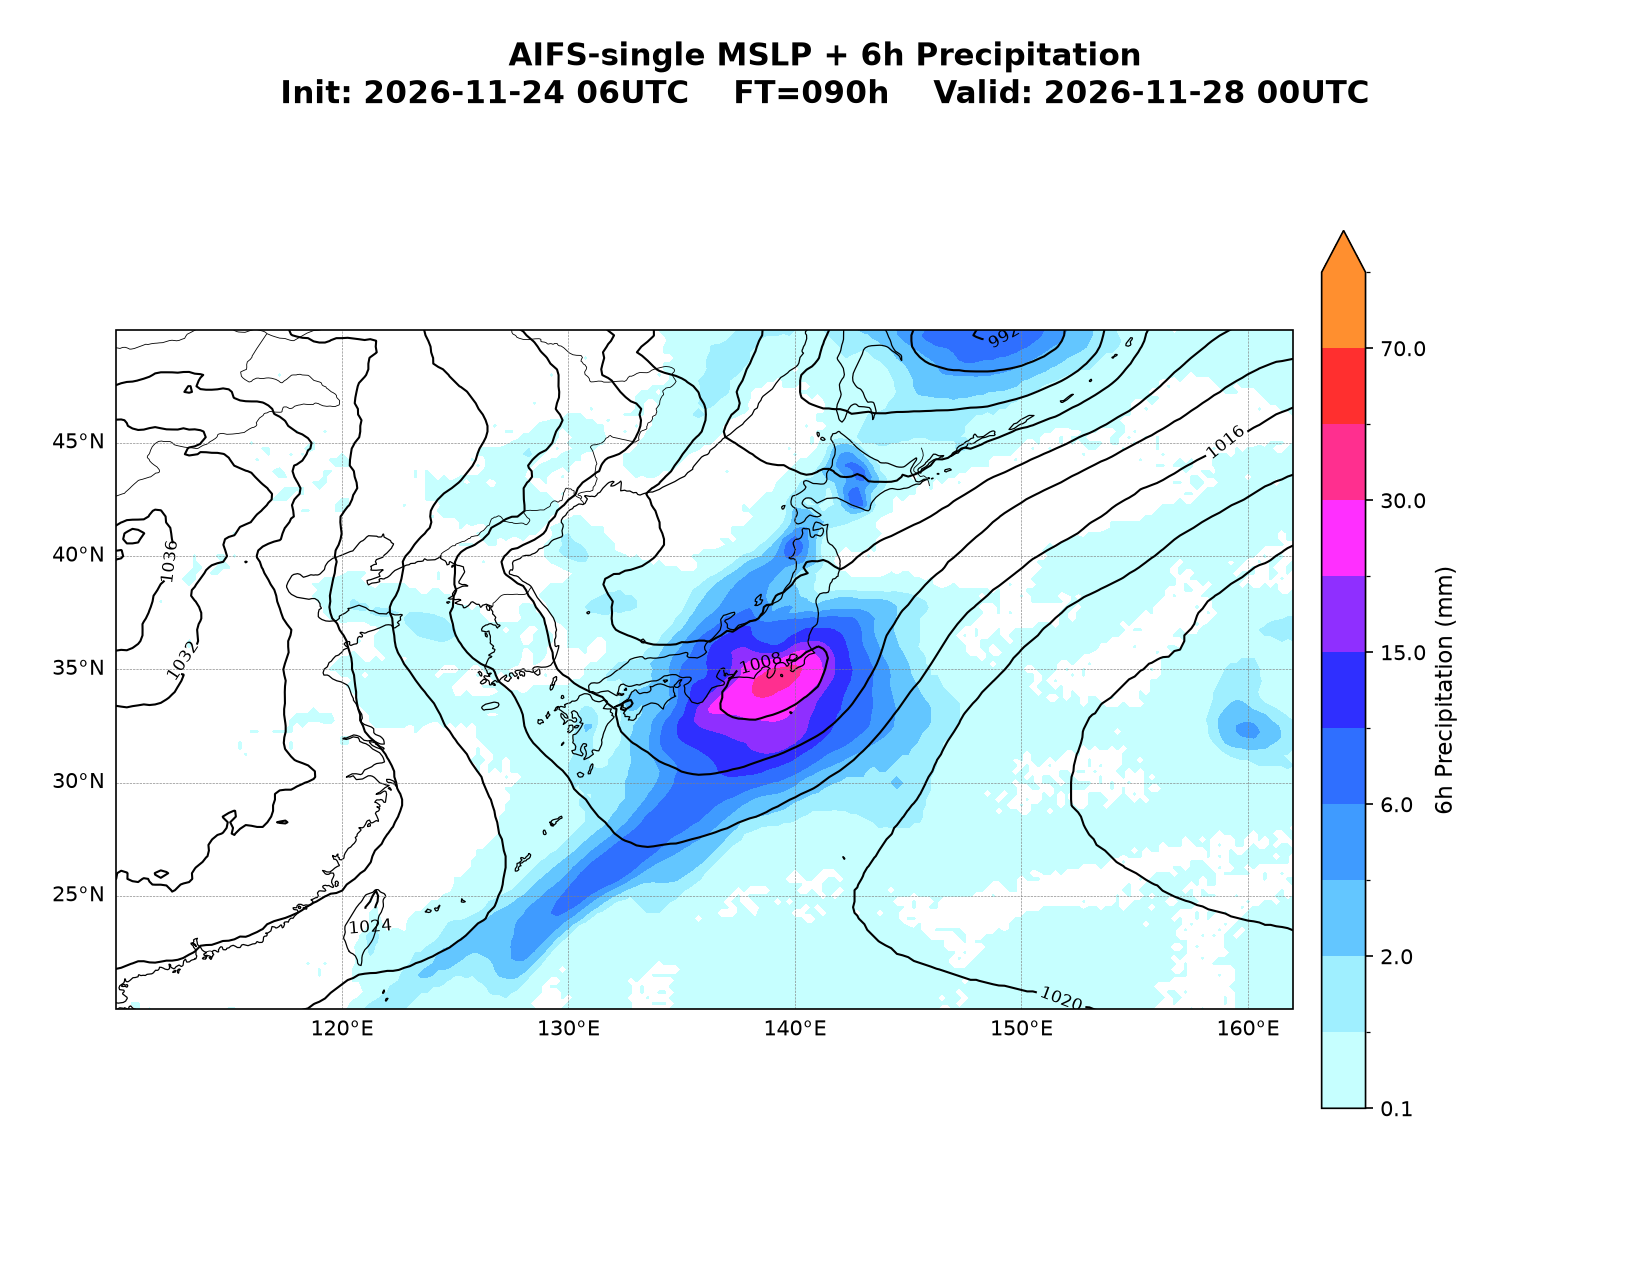 AIFS-single MSLP + 6h Precipitation
Init: 2026-11-24 06UTC    FT=090h    Valid: 2026-11-28 00UTC
992
1016
1036
1032
1008
1024
1020
45°N
40°N
35°N
30°N
25°N
120°E
130°E
140°E
150°E
160°E
70.0
30.0
15.0
6.0
2.0
0.1
6h Precipitation (mm)